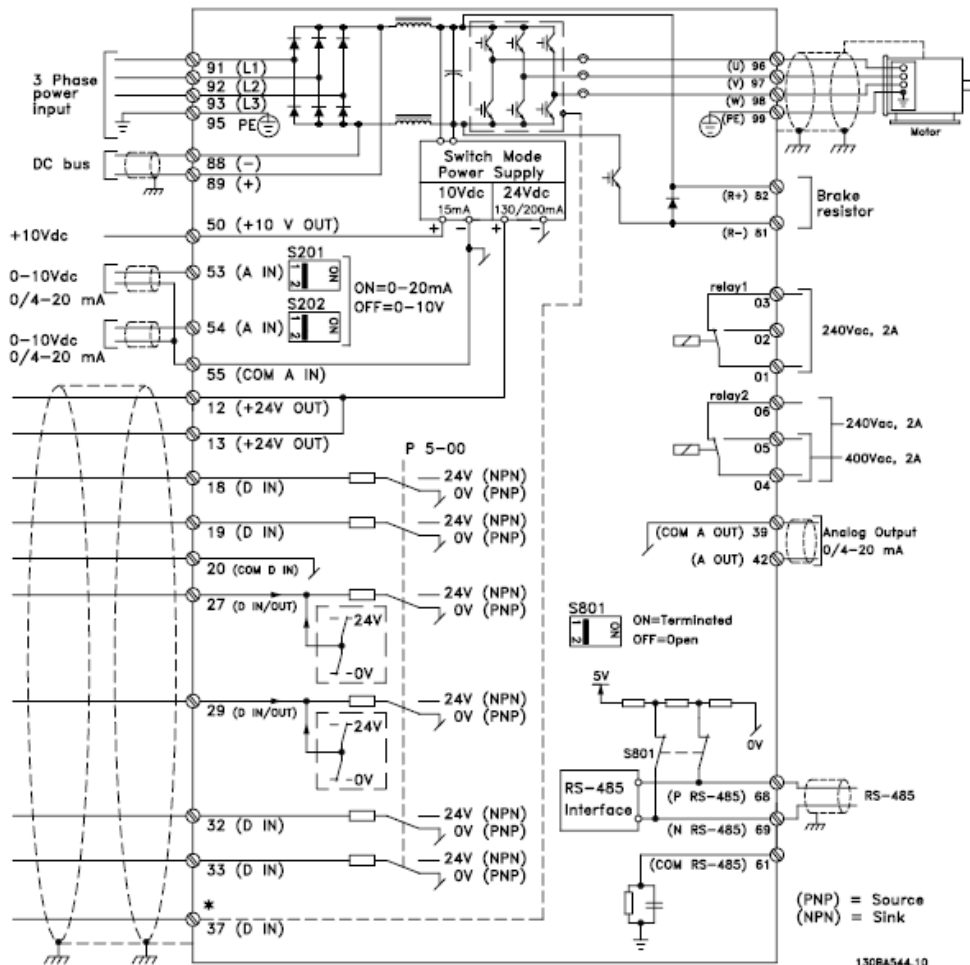 3 Phase
power
input
91 (L1)
92 (L2)
93 (L3)
95 PE
DC bus
88 (-)
89 (+)
+10Vdc
50 (+10 V OUT)
0-10Vdc
0/4-20 mA
53 (A IN)
S201
1 2
ON
ON=0-20mA
OFF=0-10V
S202
1 2
ON
0-10Vdc
0/4-20 mA
54 (A IN)
55 (COM A IN)
12 (+24V OUT)
13 (+24V OUT)
P 5-00
18 (D IN)
24V (NPN)
0V (PNP)
19 (D IN)
24V (NPN)
0V (PNP)
20 (COM D IN)
27 (D IN/OUT)
24V (NPN)
0V (PNP)
24V
0V
29 (D IN/OUT)
24V (NPN)
0V (PNP)
24V
0V
32 (D IN)
24V (NPN)
0V (PNP)
33 (D IN)
24V (NPN)
0V (PNP)
*
37 (D IN)
Switch Mode
Power Supply
10Vdc
15mA
24Vdc
130/200mA
+ - + -
(U) 96
(V) 97
(W) 98
(PE) 99
Motor
(R+) 82
(R-) 81
Brake
resistor
relay1
03
02
01
240Vac, 2A
relay2
06
05
04
240Vac, 2A
400Vac, 2A
(COM A OUT) 39
(A OUT) 42
Analog Output
0/4-20 mA
S801
1 2
ON
ON=Terminated
OFF=Open
5V
S801
0V
RS-485
Interface
(P RS-485) 68
(N RS-485) 69
(COM RS-485) 61
RS-485
(PNP) = Source
(NPN) = Sink
130BA544.10